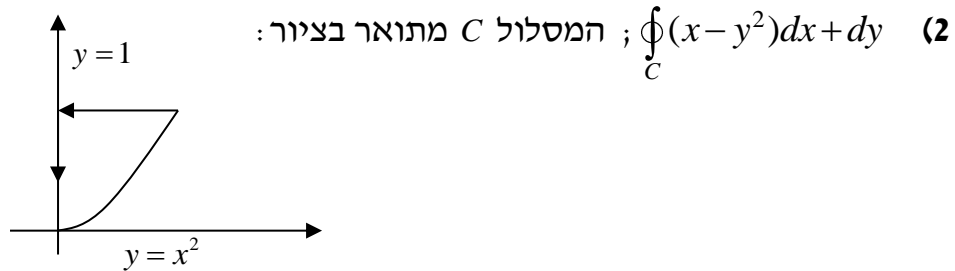 (2 ∮_C (x − y²)dx + dy ; המסלול C מתואר בציור:
y = 1
y = x²